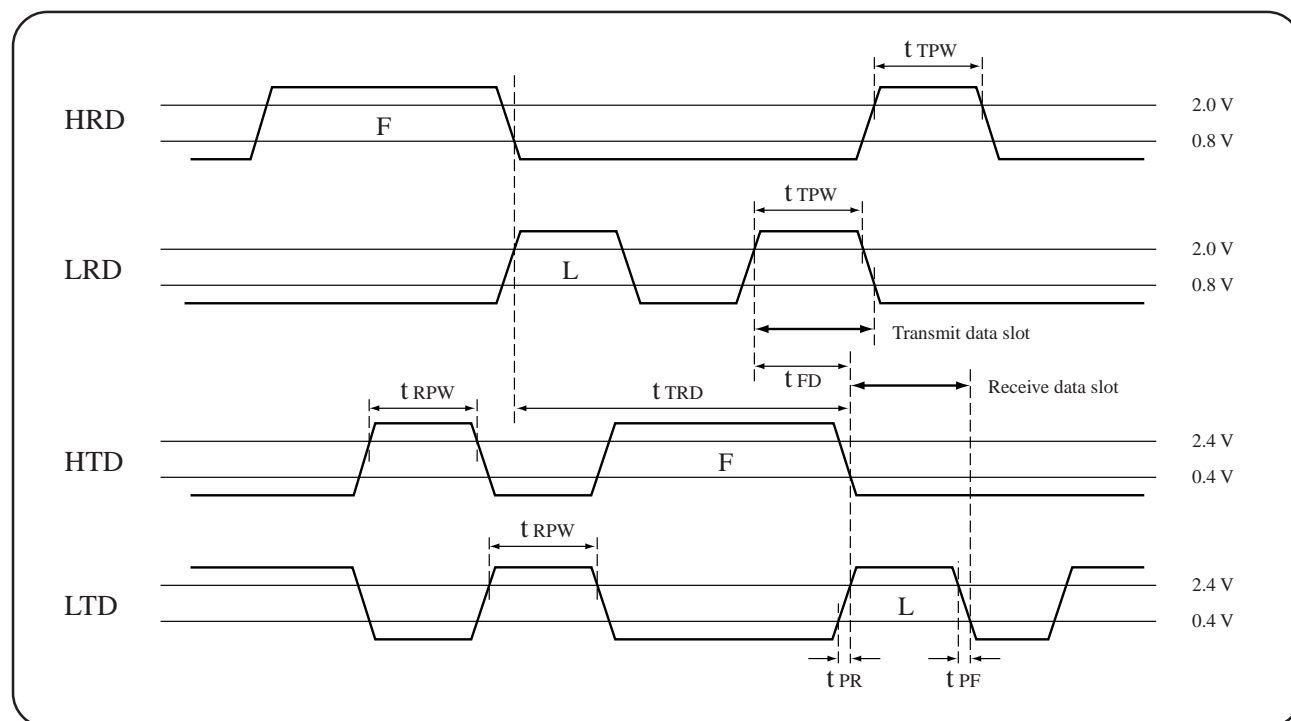 t TPW
HRD
F
2.0 V
0.8 V
t TPW
LRD
L
2.0 V
0.8 V
Transmit data slot
t FD
Receive data slot
t RPW
t TRD
HTD
F
2.4 V
0.4 V
t RPW
LTD
L
2.4 V
0.4 V
t PR
t PF